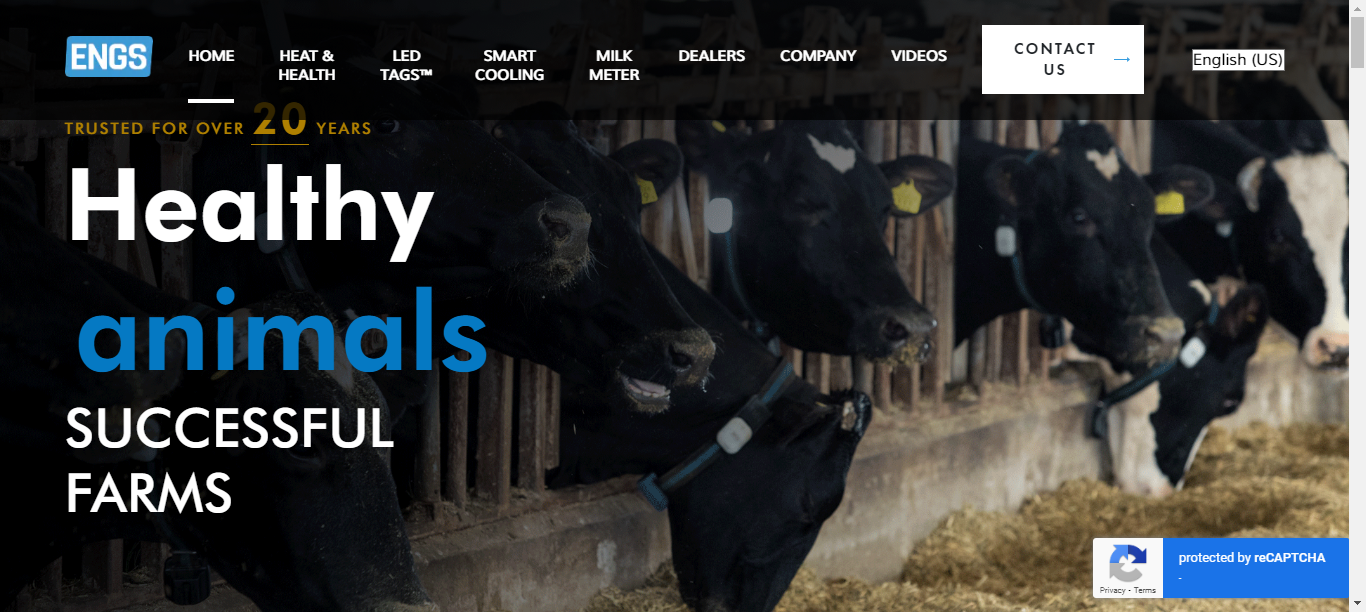 ENGS
HOME
HEAT &
HEALTH
LED
TAGS™
SMART
COOLING
MILK
METER
DEALERS
COMPANY
VIDEOS
CONTACT
US
English (US)
TRUSTED FOR OVER 20 YEARS
Healthy
animals
SUCCESSFUL
FARMS
protected by reCAPTCHA
-
Privacy - Terms